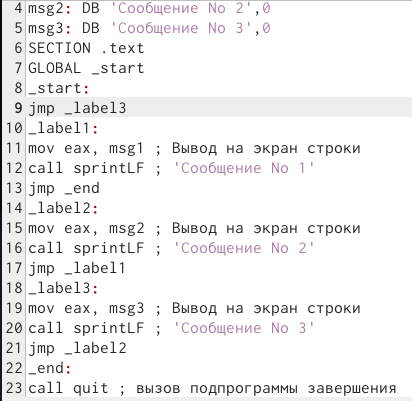 4 msg2: DB 'Сообщение No 2',0
5 msg3: DB 'Сообщение No 3',0
6 SECTION .text
7 GLOBAL _start
8 _start:
9 jmp _label3
10 _label1:
11 mov eax, msg1 ; Вывод на экран строки
12 call sprintLF ; 'Сообщение No 1'
13 jmp _end
14 _label2:
15 mov eax, msg2 ; Вывод на экран строки
16 call sprintLF ; 'Сообщение No 2'
17 jmp _label1
18 _label3:
19 mov eax, msg3 ; Вывод на экран строки
20 call sprintLF ; 'Сообщение No 3'
21 jmp _label2
22 _end:
23 call quit ; вызов подпрограммы завершения